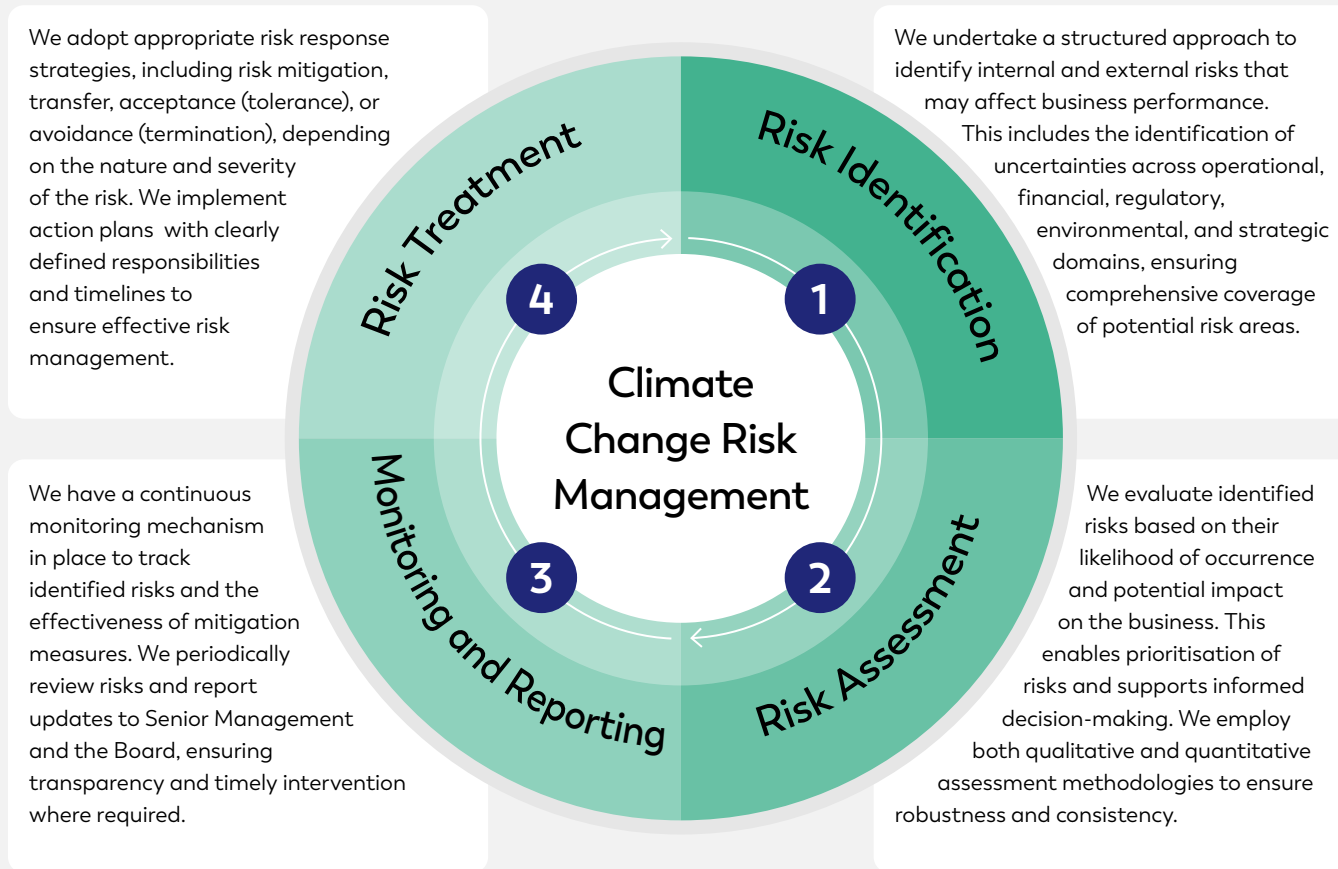 We adopt appropriate risk response
strategies, including risk mitigation,
transfer, acceptance (tolerance), or
avoidance (termination), depending
on the nature and severity
of the risk. We implement
action plans with clearly
defined responsibilities
and timelines to
ensure effective risk
management.
We undertake a structured approach to
identify internal and external risks that
may affect business performance.
This includes the identification of
uncertainties across operational,
financial, regulatory,
environmental, and strategic
domains, ensuring
comprehensive coverage
of potential risk areas.
Risk Treatment
Risk Identification
4
1
Climate
Change Risk
Management
3
2
Monitoring and Reporting
Risk Assessment
We have a continuous
monitoring mechanism
in place to track
identified risks and the
effectiveness of mitigation
measures. We periodically
review risks and report
updates to Senior Management
and the Board, ensuring
transparency and timely intervention
where required.
We evaluate identified
risks based on their
likelihood of occurrence
and potential impact
on the business. This
enables prioritisation of
risks and supports informed
decision-making. We employ
both qualitative and quantitative
assessment methodologies to ensure
robustness and consistency.